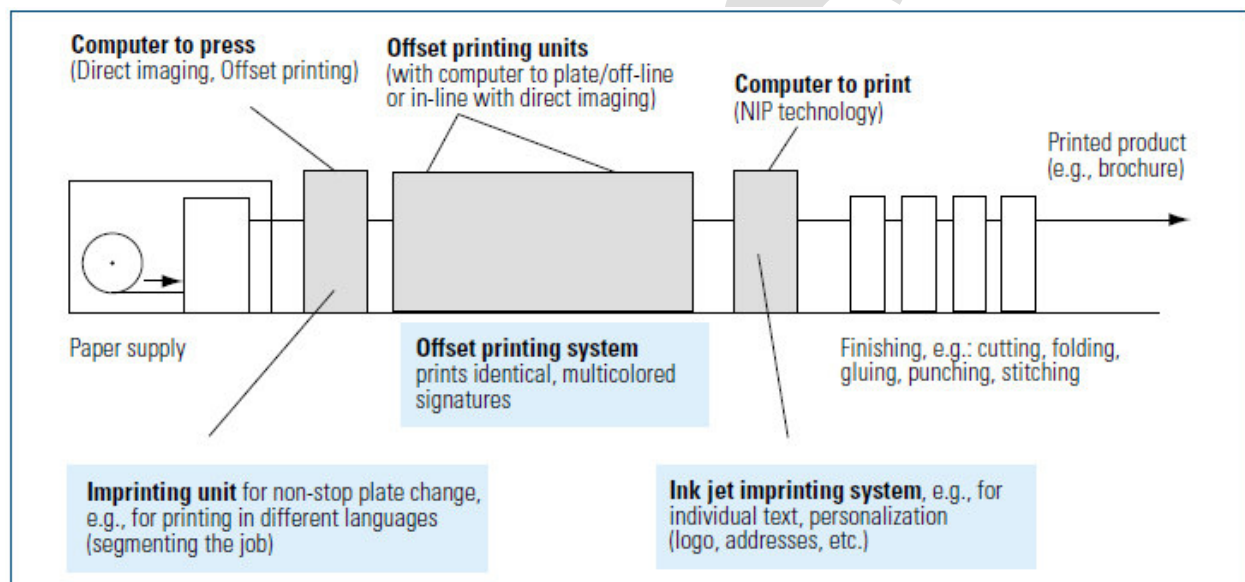 Computer to press
(Direct imaging, Offset printing)
Offset printing units
(with computer to plate/off-line
or in-line with direct imaging)
Computer to print
(NIP technology)
Printed product
(e.g., brochure)
Paper supply
Offset printing system
prints identical, multicolored
signatures
Finishing, e.g.: cutting, folding,
gluing, punching, stitching
Imprinting unit for non-stop plate change,
e.g., for printing in different languages
(segmenting the job)
Ink jet imprinting system, e.g., for
individual text, personalization
(logo, addresses, etc.)